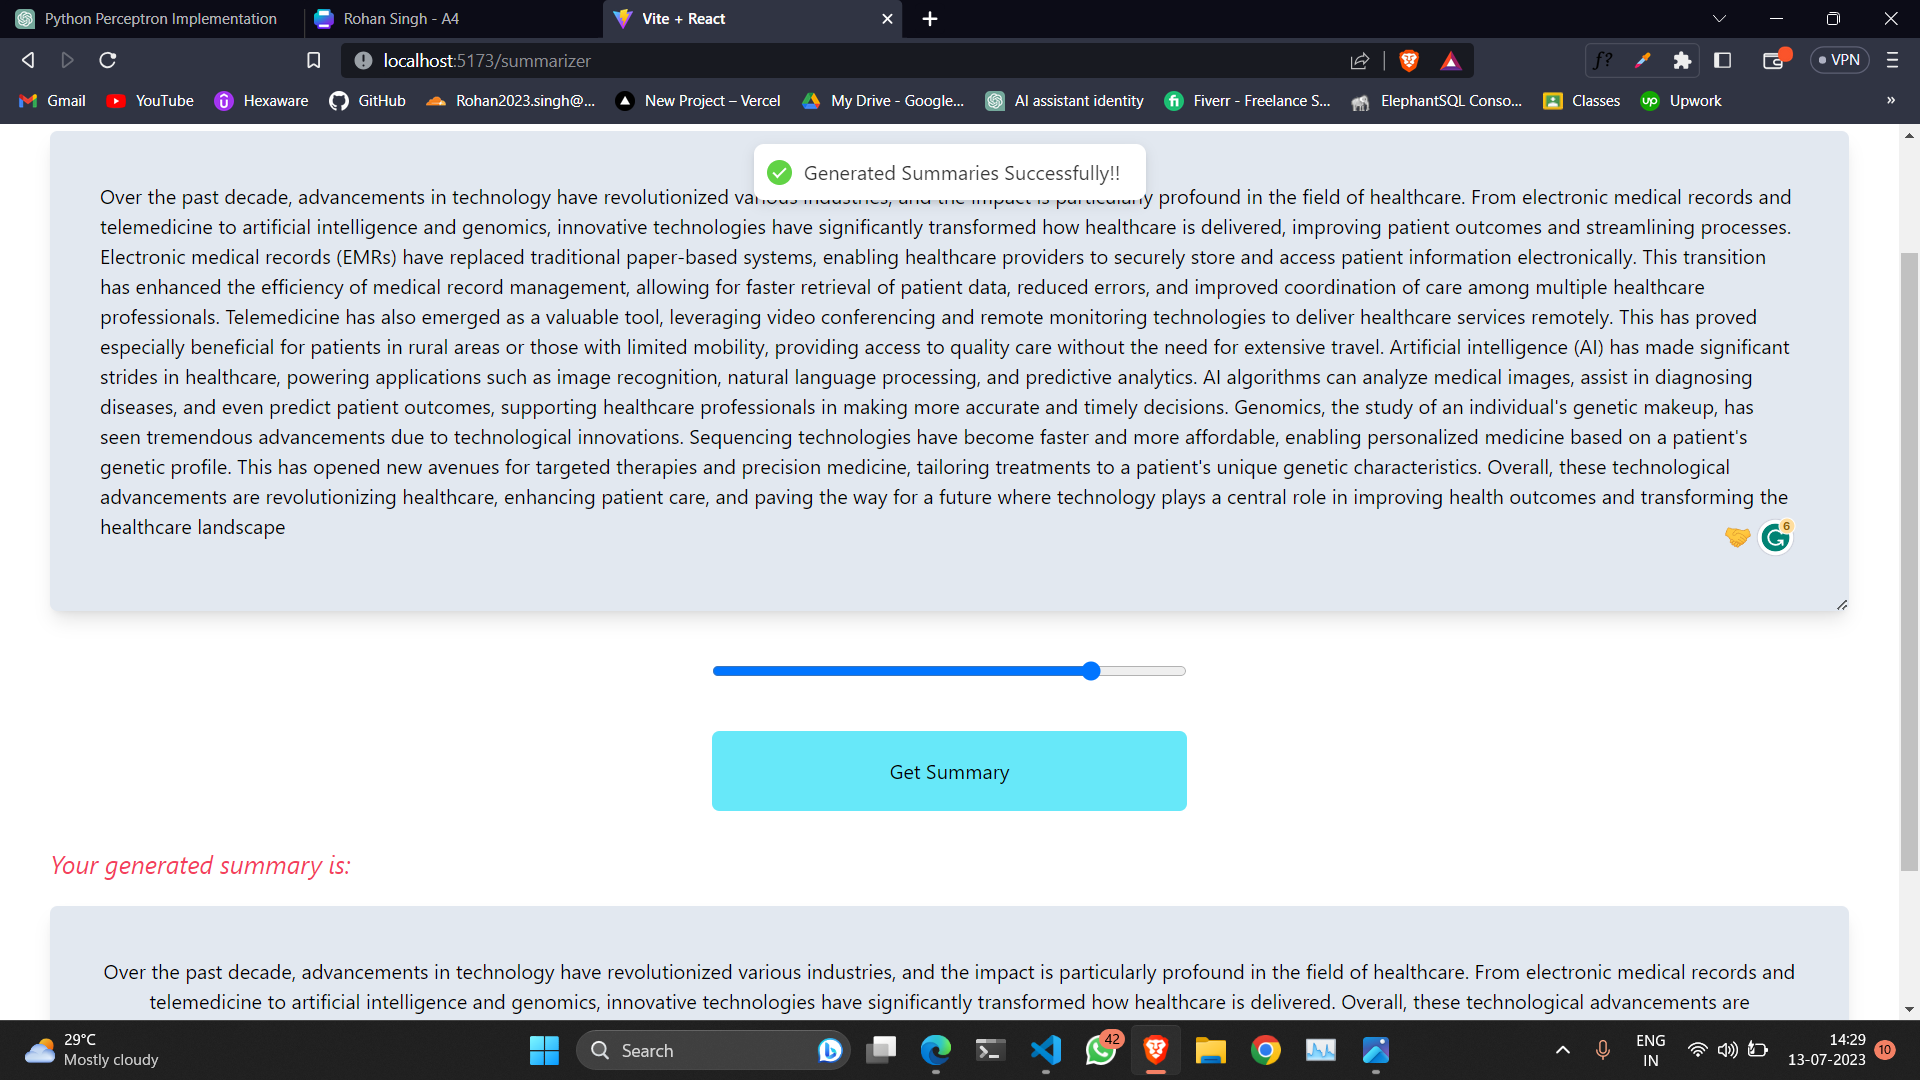 Python Perceptron Implementation
Rohan Singh - A4
Vite + React
localhost:5173/summarizer
f?
VPN
Gmail
YouTube
Hexaware
GitHub
Rohan2023.singh@...
New Project – Vercel
My Drive - Google...
AI assistant identity
Fiverr - Freelance S...
ElephantSQL Conso...
Classes
up
Upwork
»
Generated Summaries Successfully!!
Over the past decade, advancements in technology have revolutionized various industries, and the impact is particularly profound in the field of healthcare. From electronic medical records and
telemedicine to artificial intelligence and genomics, innovative technologies have significantly transformed how healthcare is delivered, improving patient outcomes and streamlining processes.
Electronic medical records (EMRs) have replaced traditional paper-based systems, enabling healthcare providers to securely store and access patient information electronically. This transition
has enhanced the efficiency of medical record management, allowing for faster retrieval of patient data, reduced errors, and improved coordination of care among multiple healthcare
professionals. Telemedicine has also emerged as a valuable tool, leveraging video conferencing and remote monitoring technologies to deliver healthcare services remotely. This has proved
especially beneficial for patients in rural areas or those with limited mobility, providing access to quality care without the need for extensive travel. Artificial intelligence (AI) has made significant
strides in healthcare, powering applications such as image recognition, natural language processing, and predictive analytics. AI algorithms can analyze medical images, assist in diagnosing
diseases, and even predict patient outcomes, supporting healthcare professionals in making more accurate and timely decisions. Genomics, the study of an individual's genetic makeup, has
seen tremendous advancements due to technological innovations. Sequencing technologies have become faster and more affordable, enabling personalized medicine based on a patient's
genetic profile. This has opened new avenues for targeted therapies and precision medicine, tailoring treatments to a patient's unique genetic characteristics. Overall, these technological
advancements are revolutionizing healthcare, enhancing patient care, and paving the way for a future where technology plays a central role in improving health outcomes and transforming the
healthcare landscape
6
Get Summary
Your generated summary is:
Over the past decade, advancements in technology have revolutionized various industries, and the impact is particularly profound in the field of healthcare. From electronic medical records and
telemedicine to artificial intelligence and genomics, innovative technologies have significantly transformed how healthcare is delivered. Overall, these technological advancements are
29°C
Mostly cloudy
Search
42
ENG
IN
14:29
13-07-2023
10